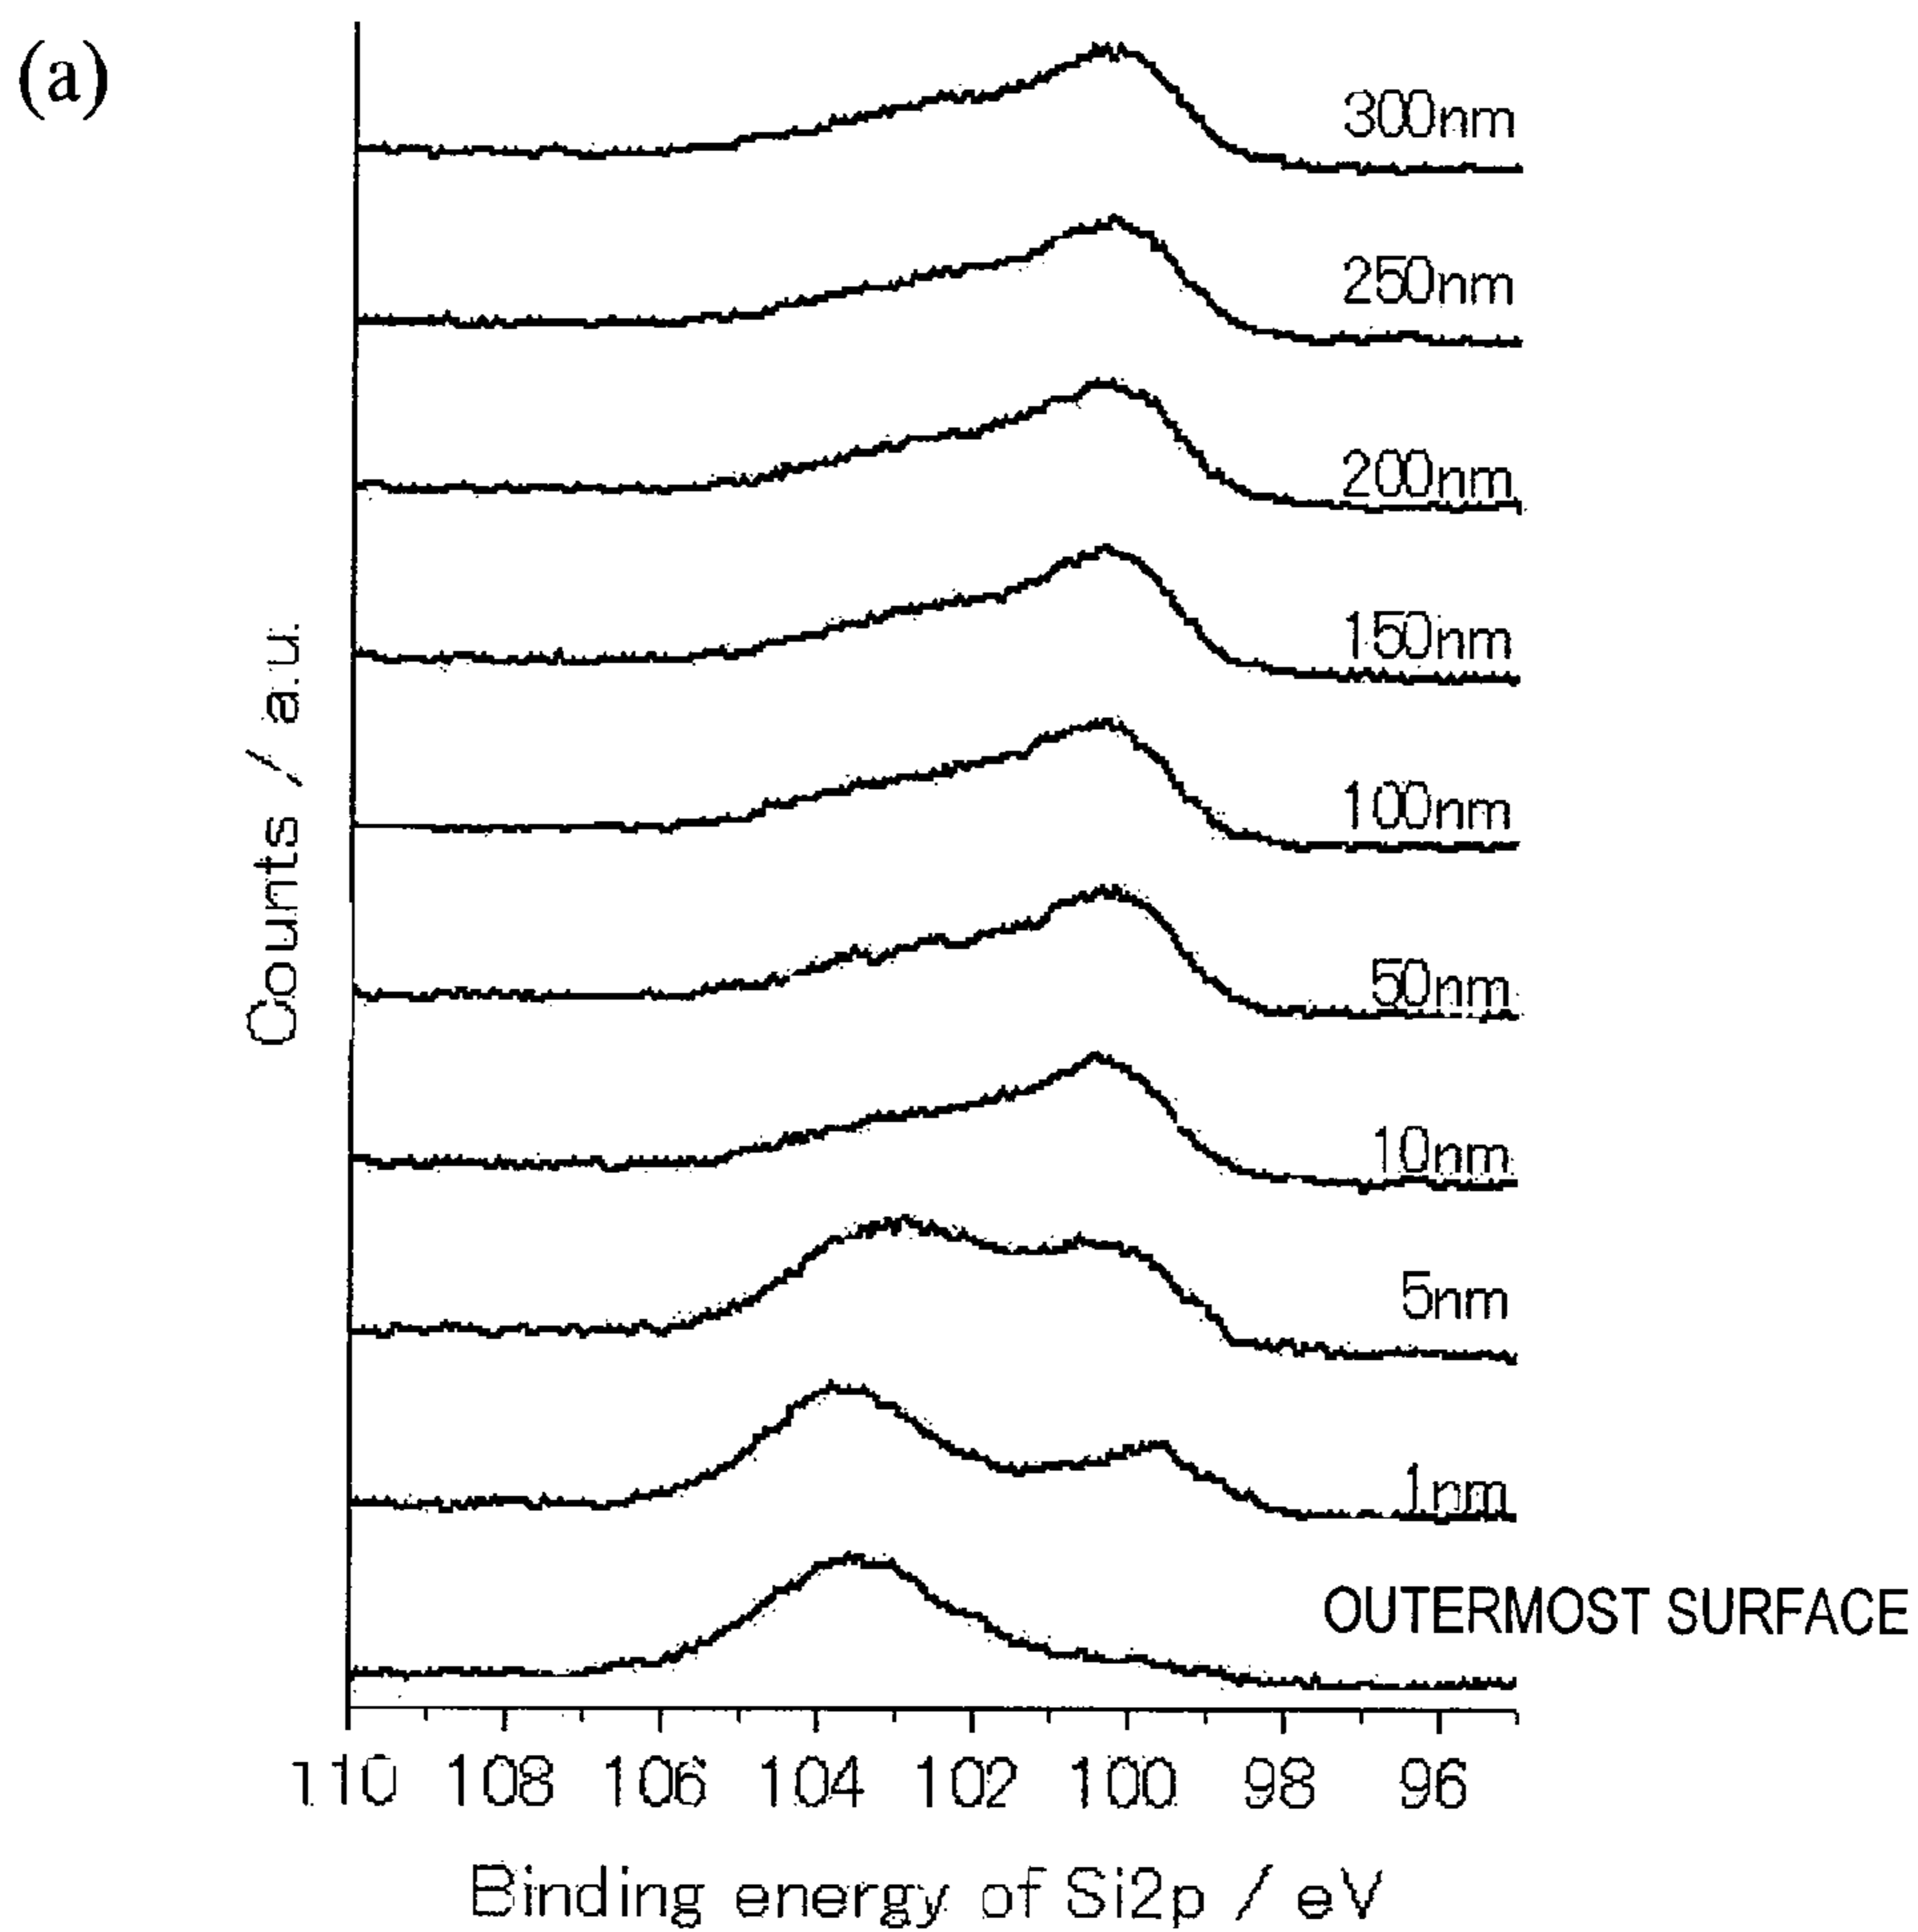 (a)
300nm
250nm
200nm
150nm
100nm
50nm
10nm
5nm
1nm
OUTERMOST SURFACE
Counts / a.u.
110 108 106 104 102 100 98 96
Binding energy of Si2p / eV